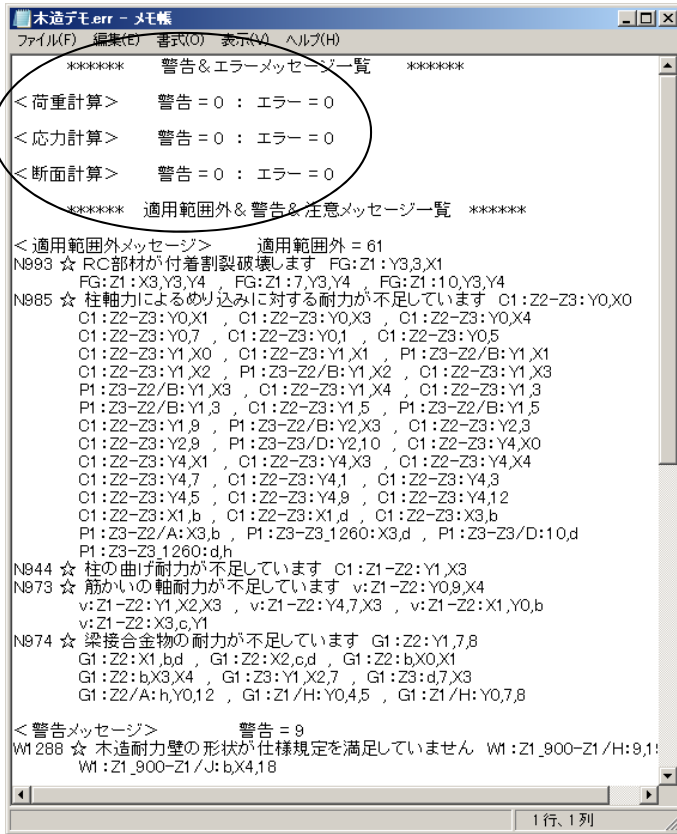 木造デモ.err - メモ帳
ファイル(F) 編集(E) 書式(O) 表示(V) ヘルプ(H)
****** 警告&エラーメッセージ一覧 ******
<荷重計算> 警告=0 : エラー=0
<応力計算> 警告=0 : エラー=0
<断面計算> 警告=0 : エラー=0
****** 適用範囲外&警告&注意メッセージ一覧 ******
<適用範囲外メッセージ> 適用範囲外=61
N993 ☆ RC部材が付着割裂破壊します FG:Z1:Y3,3,X1
FG:Z1:X3,Y3,Y4 , FG:Z1:7,Y3,Y4 , FG:Z1:10,Y3,Y4
N985 ☆ 柱軸力によるめり込みに対する耐力が不足しています C1:Z2-Z3:Y0,X0
C1:Z2-Z3:Y0,X1 , C1:Z2-Z3:Y0,X3 , C1:Z2-Z3:Y0,X4
C1:Z2-Z3:Y0,7 , C1:Z2-Z3:Y0,1 , C1:Z2-Z3:Y0,5
C1:Z2-Z3:Y1,X0 , C1:Z2-Z3:Y1,X1 , P1:Z3-Z2/B:Y1,X1
C1:Z2-Z3:Y1,X2 , P1:Z3-Z2/B:Y1,X2 , C1:Z2-Z3:Y1,X3
P1:Z3-Z2/B:Y1,X3 , C1:Z2-Z3:Y1,X4 , C1:Z2-Z3:Y1,3
P1:Z3-Z2/B:Y1,3 , C1:Z2-Z3:Y1,5 , P1:Z3-Z2/B:Y1,5
C1:Z2-Z3:Y1,9 , P1:Z3-Z2/B:Y2,X3 , C1:Z2-Z3:Y2,3
C1:Z2-Z3:Y2,9 , P1:Z3-Z3/D:Y2,10 , C1:Z2-Z3:Y4,X0
C1:Z2-Z3:Y4,X1 , C1:Z2-Z3:Y4,X3 , C1:Z2-Z3:Y4,X4
C1:Z2-Z3:Y4,7 , C1:Z2-Z3:Y4,1 , C1:Z2-Z3:Y4,3
C1:Z2-Z3:Y4,5 , C1:Z2-Z3:Y4,9 , C1:Z2-Z3:Y4,12
C1:Z2-Z3:X1,b , C1:Z2-Z3:X1,d , C1:Z2-Z3:X3,b
P1:Z3-Z2/A:X3,b , P1:Z3-Z3_1260:X3,d , P1:Z3-Z3/D:10,d
P1:Z3-Z3_1260:d,h
N944 ☆ 柱の曲げ耐力が不足しています C1:Z1-Z2:Y1,X3
N973 ☆ 筋かいの軸耐力が不足しています v:Z1-Z2:Y0,9,X4
v:Z1-Z2:Y1,X2,X3 , v:Z1-Z2:Y4,7,X3 , v:Z1-Z2:X1,Y0,b
v:Z1-Z2:X3,c,Y1
N974 ☆ 梁接合金物の耐力が不足しています G1:Z2:Y1,7,8
G1:Z2:X1,b,d , G1:Z2:X2,c,d , G1:Z2:b,X0,X1
G1:Z2:b,X3,X4 , G1:Z3:Y1,X2,7 , G1:Z3:d,7,X3
G1:Z2/A:h,Y0,12 , G1:Z1/H:Y0,4,5 , G1:Z1/H:Y0,7,8
<警告メッセージ> 警告=9
W1288 ☆ 木造耐力壁の形状が仕様規定を満足していません W1:Z1_900-Z1/H:9,1
W1:Z1_900-Z1/J:b,X4,18
1行、1列